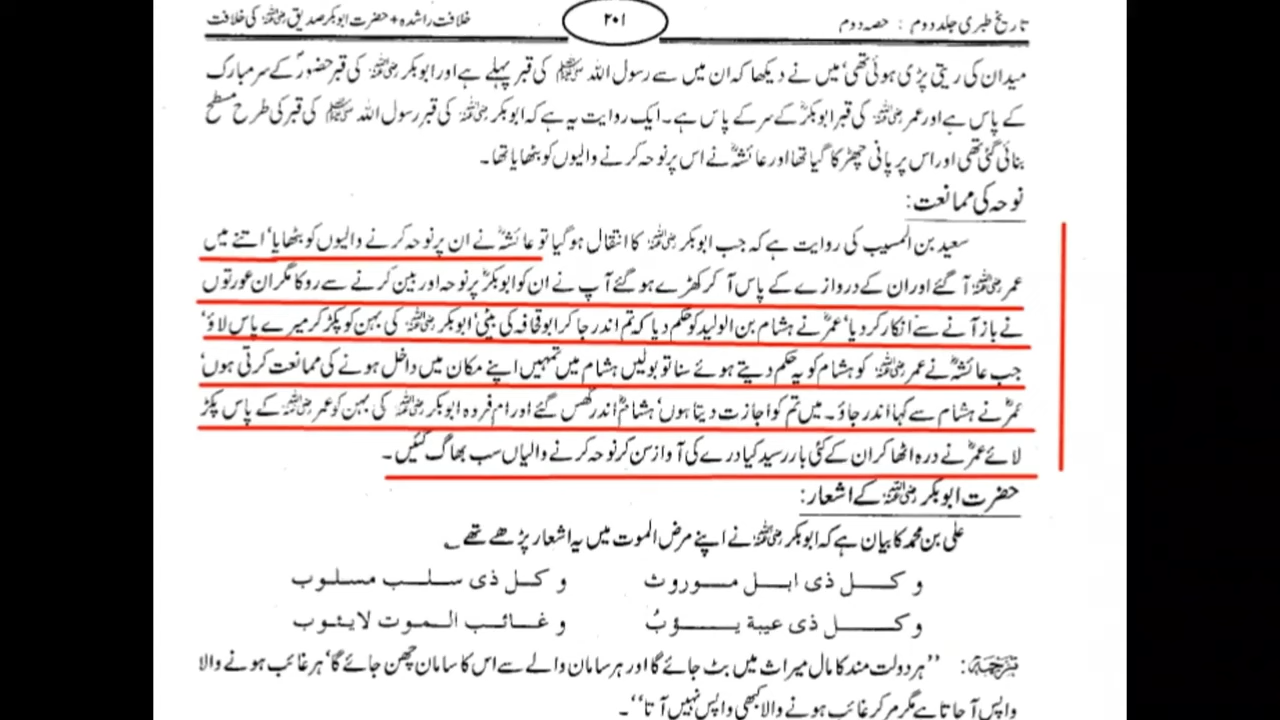 تاریخ طبری جلد دوم : حصہ دوم ۲۰۱ خلافت راشدہ + حضرت ابوبکر صدیق رضی اللہ عنہ کی خلافت
میدان کی ریتی پڑی ہوئی تھی' میں نے دیکھا کہ ان میں سے رسول اللہ ﷺ کی قبر پہلے ہے اور ابوبکر رضی اللہ عنہ کی قبر حضورؐ کے سر مبارک
کے پاس ہے اور عمر رضی اللہ عنہ کی قبر ابوبکرؓ کے سر کے پاس ہے۔ ایک روایت یہ ہے کہ ابوبکر رضی اللہ عنہ کی قبر رسول اللہ ﷺ کی قبر کی طرح مسطح
بنائی گئی تھی اور اس پر پانی چھڑکا گیا تھا اور عائشہؓ نے اس پر نوحہ کرنے والیوں کو بٹھایا تھا۔
نوحہ کی ممانعت:
سعید بن المسیب کی روایت ہے کہ جب ابوبکر رضی اللہ عنہ کا انتقال ہو گیا تو عائشہؓ نے ان پر نوحہ کرنے والیوں کو بٹھایا' اتنے میں
عمر رضی اللہ عنہ آ گئے اور ان کے دروازے کے پاس آ کر کھڑے ہو گئے آپ نے ان کو ابوبکرؓ پر نوحہ اور بین کرنے سے روکا مگر ان عورتوں
نے باز آنے سے انکار کر دیا' عمرؓ نے ہشام بن الولید کو حکم دیا کہ تم اندر جا کر ابوقحافہ کی بیٹی' ابوبکر رضی اللہ عنہ کی بہن کو پکڑ کر میرے پاس لاؤ'
جب عائشہؓ نے عمر رضی اللہ عنہ کو ہشام کو یہ حکم دیتے ہوئے سنا تو بولیں ہشام میں تمہیں اپنے مکان میں داخل ہونے کی ممانعت کرتی ہوں'
عمرؓ نے ہشام سے کہا اندر جاؤ۔ میں تم کو اجازت دیتا ہوں' ہشامؓ اندر گھس گئے اور ام فروہ ابوبکر رضی اللہ عنہ کی بہن کو عمر رضی اللہ عنہ کے پاس پکڑ
لائے عمرؓ نے درہ اٹھا کر ان کے کئی بار رسید کیا درے کی آواز سن کر نوحہ کرنے والیاں سب بھاگ گئیں۔
حضرت ابوبکر رضی اللہ عنہ کے اشعار:
علی بن محمد کا بیان ہے کہ ابوبکر رضی اللہ عنہ نے اپنے مرض الموت میں یہ اشعار پڑھے تھے
و کل ذی ابل موروث و کل ذی سلب مسلوب
و کل ذی عیبة یؤبُ و غائب الموت لایئوب
ترجمہ: ''ہر دولت مند کا مال میراث میں بٹ جائے گا اور ہر سامان والے سے اس کا سامان چھن جائے گا' ہر غائب ہونے والا
واپس آ جاتا ہے مگر مر کر غائب ہونے والا کبھی واپس نہیں آتا''۔